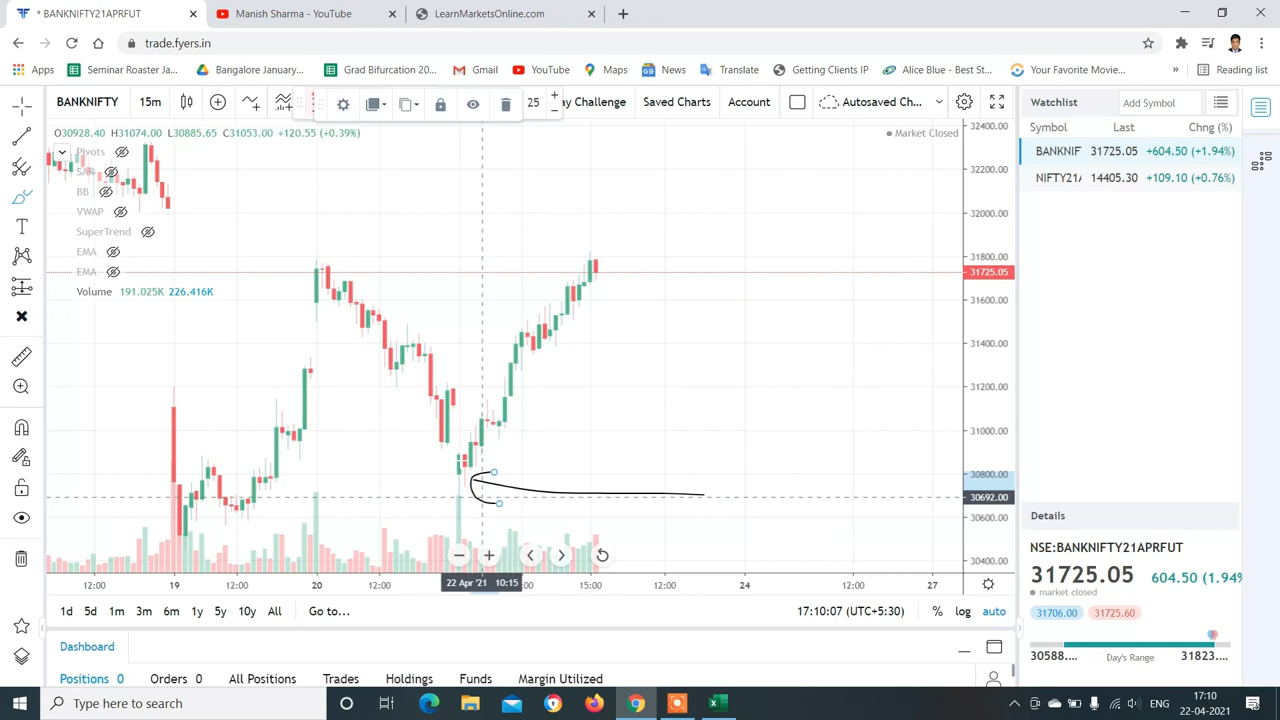 * BANKNIFTY21APRFUT
Manish Sharma - YouTube
LearnMarketsOnline.com
trade.fyers.in
Apps
Seminar Roaster Ja...
Bangalore January...
Grad Bifurcation 20...
Gmail
YouTube
Maps
News
Translate
Getting Clients IP
Alice Blue - Best St...
Your Favorite Movie...
»
Reading list
BANKNIFTY
15m
25
y Challenge
Saved Charts
Account
Autosaved Ch...
Watchlist
Add Symbol
Symbol Last Chng (%)
BANKNIF 31725.05 +604.50 (+1.94%)
NIFTY21 14405.30 +109.10 (+0.76%)
O30928.40 H31074.00 L30885.65 C31053.00 +120.55 (+0.39%)
Market Closed
Pivots
SAR
BB
VWAP
SuperTrend
EMA
EMA
Volume 191.025K 226.416K
32400.00
32200.00
32000.00
31800.00
31725.05
31600.00
31400.00
31200.00
31000.00
30800.00
30692.00
30600.00
30400.00
12:00 19 12:00 20 12:00 22 Apr '21 10:15 :00 15:00 12:00 24 12:00 27
1d 5d 1m 3m 6m 1y 5y 10y All Go to...
17:10:07 (UTC+5:30) % log auto
Details
NSE:BANKNIFTY21APRFUT
31725.05 604.50 (1.94%
market closed
31706.00 31725.60
30588.... Day's Range 31823....
Dashboard
Positions 0 Orders 0 All Positions Trades Holdings Funds Margin Utilized
Type here to search
ENG
17:10
22-04-2021